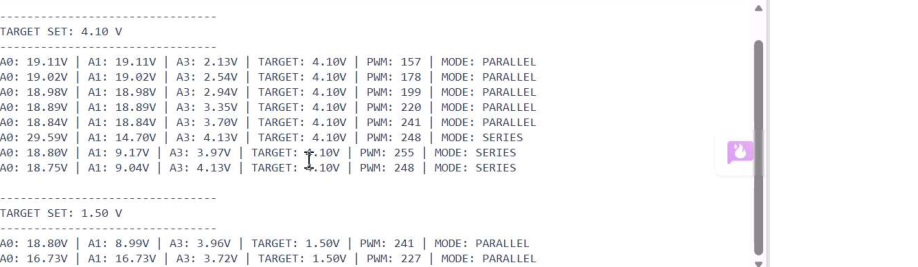 --------------------------------
TARGET SET: 4.10 V
--------------------------------
A0: 19.11V | A1: 19.11V | A3: 2.13V | TARGET: 4.10V | PWM: 157 | MODE: PARALLEL
A0: 19.02V | A1: 19.02V | A3: 2.54V | TARGET: 4.10V | PWM: 178 | MODE: PARALLEL
A0: 18.98V | A1: 18.98V | A3: 2.94V | TARGET: 4.10V | PWM: 199 | MODE: PARALLEL
A0: 18.89V | A1: 18.89V | A3: 3.35V | TARGET: 4.10V | PWM: 220 | MODE: PARALLEL
A0: 18.84V | A1: 18.84V | A3: 3.70V | TARGET: 4.10V | PWM: 241 | MODE: PARALLEL
A0: 29.59V | A1: 14.70V | A3: 4.13V | TARGET: 4.10V | PWM: 248 | MODE: SERIES
A0: 18.80V | A1: 9.17V | A3: 3.97V | TARGET: 4.10V | PWM: 255 | MODE: SERIES
A0: 18.75V | A1: 9.04V | A3: 4.13V | TARGET: 4.10V | PWM: 248 | MODE: SERIES
--------------------------------
TARGET SET: 1.50 V
--------------------------------
A0: 18.80V | A1: 8.99V | A3: 3.96V | TARGET: 1.50V | PWM: 241 | MODE: PARALLEL
A0: 16.73V | A1: 16.73V | A3: 3.72V | TARGET: 1.50V | PWM: 227 | MODE: PARALLEL